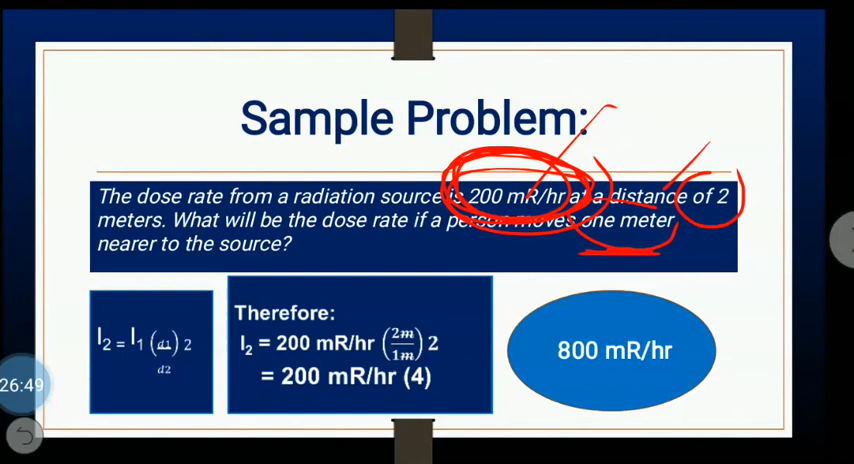 Sample Problem:
The dose rate from a radiation source is 200 mR/hr at a distance of 2
meters. What will be the dose rate if a person moves one meter
nearer to the source?
I₂ = I₁ (d1/d2) 2
Therefore:
I₂ = 200 mR/hr (2m/1m) 2
= 200 mR/hr (4)
800 mR/hr
26:49